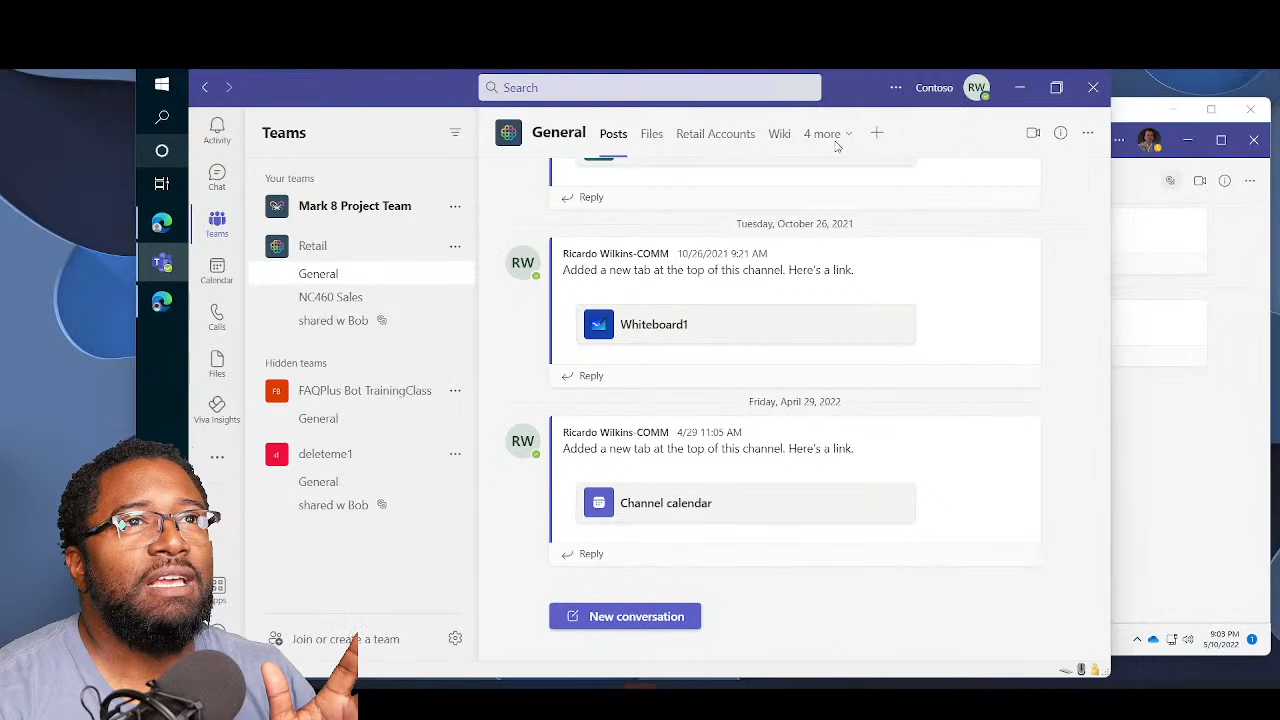 Search
Contoso
RW
Activity
Chat
Teams
Calendar
Calls
Files
Viva Insights
Teams
Your teams
Mark 8 Project Team
Retail
General
NC460 Sales
shared w Bob
Hidden teams
FB
FAQPlus Bot TrainingClass
General
d
deleteme1
General
shared w Bob
Join or create a team
General
Posts
Files
Retail Accounts
Wiki
4 more
Reply
Tuesday, October 26, 2021
RW
Ricardo Wilkins-COMM 10/26/2021 9:21 AM
Added a new tab at the top of this channel. Here's a link.
Whiteboard1
Reply
Friday, April 29, 2022
RW
Ricardo Wilkins-COMM 4/29 11:05 AM
Added a new tab at the top of this channel. Here's a link.
Channel calendar
Reply
New conversation
9:03 PM
5/10/2022
1